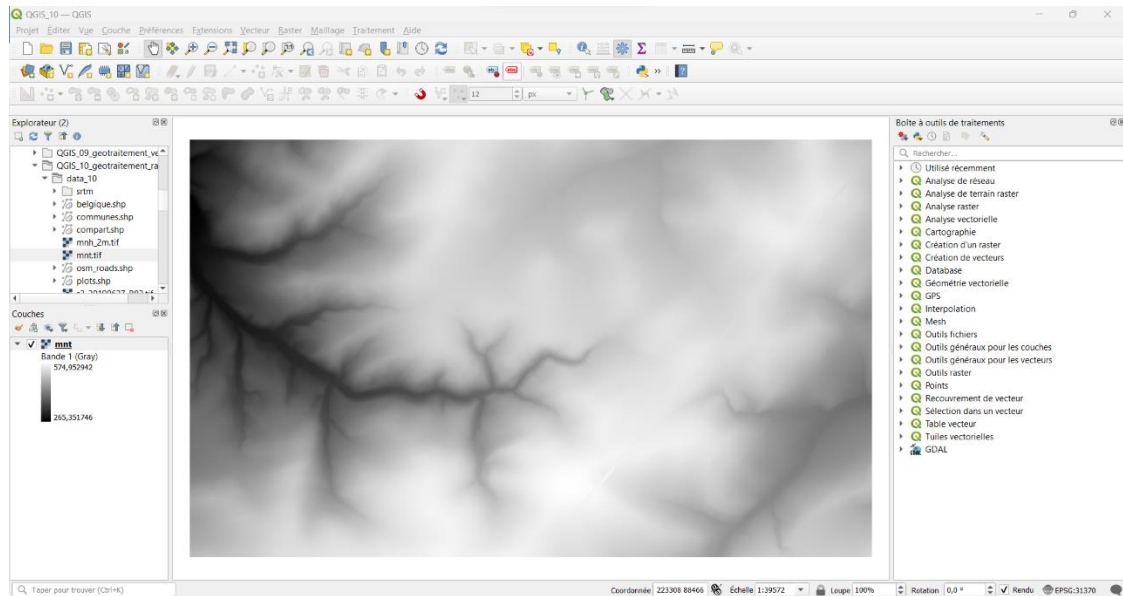 QGIS_10 — QGIS
Projet Éditer Vue Couche Préférences Extensions Vecteur Raster Maillage Traitement Aide
12 px
Explorateur (2)
QGIS_09_geotraitement_ve
QGIS_10_geotraitement_ra
data_10
srtm
belgique.shp
communes.shp
compart.shp
mnh_2m.tif
mnt.tif
osm_roads.shp
plots.shp
Couches
mnt
Bande 1 (Gray)
574,952942
265,351746
Boîte à outils de traitements
Rechercher...
Utilisé récemment
Analyse de réseau
Analyse de terrain raster
Analyse raster
Analyse vectorielle
Cartographie
Création d'un raster
Création de vecteurs
Database
Géométrie vectorielle
GPS
Interpolation
Mesh
Outils fichiers
Outils généraux pour les couches
Outils généraux pour les vecteurs
Outils raster
Points
Recouvrement de vecteur
Sélection dans un vecteur
Table vecteur
Tuiles vectorielles
GDAL
Taper pour trouver (Ctrl+K) Coordonnée 223308 88466 Échelle 1:39572 Loupe 100% Rotation 0,0 ° Rendu EPSG:31370